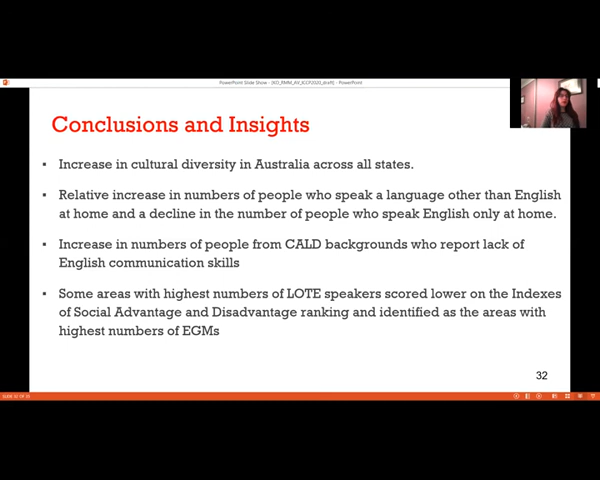 PowerPoint Slide Show - [KO_RMM_AV_ICCP2020_draft] - PowerPoint
Conclusions and Insights
▪ Increase in cultural diversity in Australia across all states.
▪ Relative increase in numbers of people who speak a language other than English
at home and a decline in the number of people who speak English only at home.
▪ Increase in numbers of people from CALD backgrounds who report lack of
English communication skills
▪ Some areas with highest numbers of LOTE speakers scored lower on the Indexes
of Social Advantage and Disadvantage ranking and identified as the areas with
highest numbers of EGMs
32